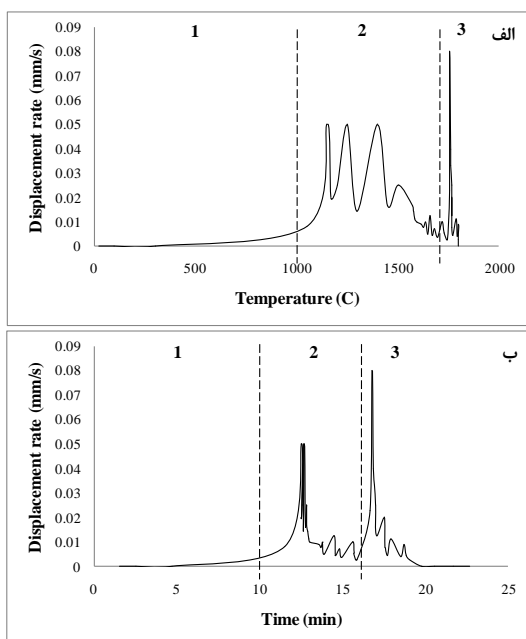 1 2 3 الف
Displacement rate (mm/s)
0.09
0.08
0.07
0.06
0.05
0.04
0.03
0.02
0.01
0
0 500 1000 1500 2000
Temperature (C)
1 2 3 ب
Displacement rate (mm/s)
0.09
0.08
0.07
0.06
0.05
0.04
0.03
0.02
0.01
0
0 5 10 15 20 25
Time (min)